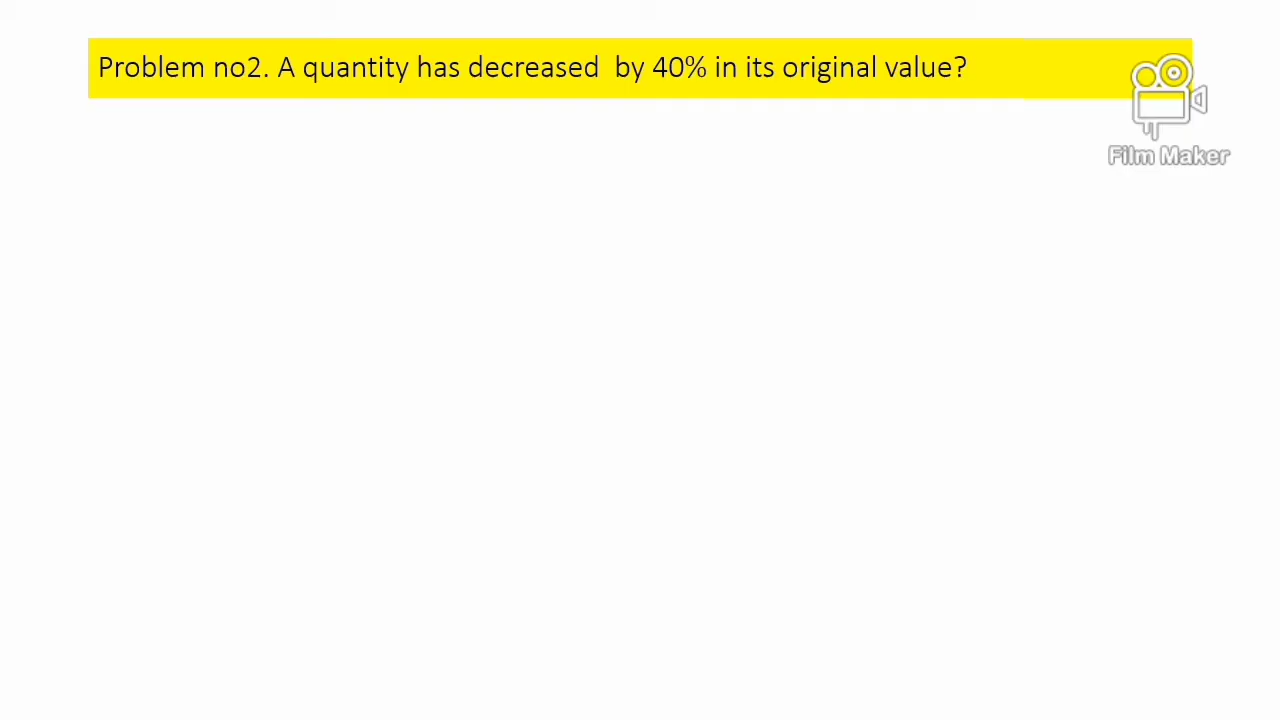 Problem no2. A quantity has decreased  by 40% in its original value?
Film Maker